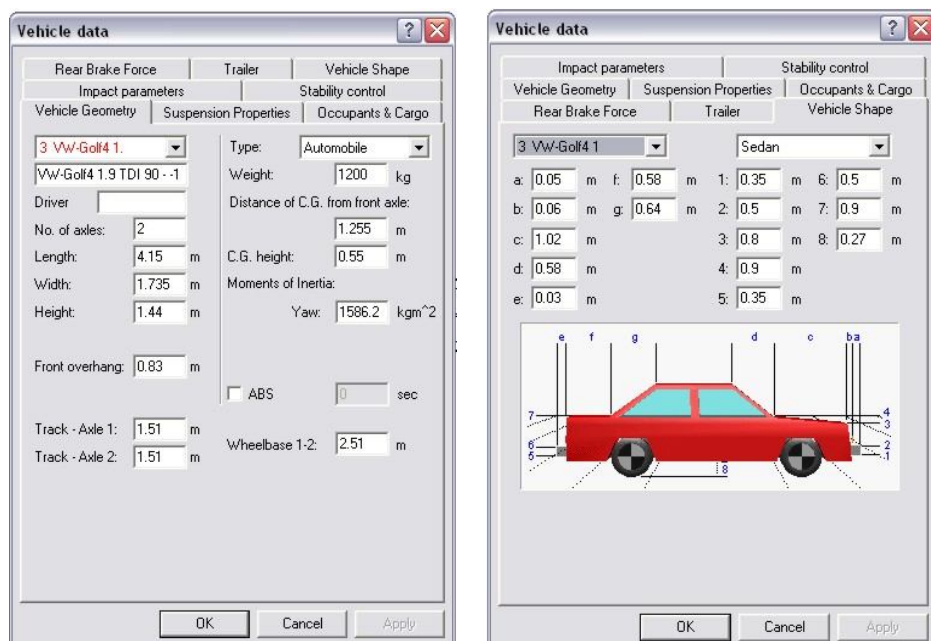 Vehicle data
Rear Brake Force Trailer Vehicle Shape
Impact parameters Stability control
Vehicle Geometry Suspension Properties Occupants & Cargo
3 VW-Golf4 1. Type: Automobile
VW-Golf4 1.9 TDI 90 - -1 Weight: 1200 kg
Driver Distance of C.G. from front axle:
No. of axles: 2 1.255 m
Length: 4.15 m C.G. height: 0.55 m
Width: 1.735 m Moments of Inertia:
Height: 1.44 m Yaw: 1586.2 kgm^2
Front overhang: 0.83 m
ABS 0 sec
Track - Axle 1: 1.51 m
Wheelbase 1-2: 2.51 m
Track - Axle 2: 1.51 m
OK Cancel Apply
Vehicle data
Impact parameters Stability control
Vehicle Geometry Suspension Properties Occupants & Cargo
Rear Brake Force Trailer Vehicle Shape
3 VW-Golf4 1 Sedan
a: 0.05 m f: 0.58 m 1: 0.35 m 6: 0.5 m
b: 0.06 m g: 0.64 m 2: 0.5 m 7: 0.9 m
c: 1.02 m 3: 0.8 m 8: 0.27 m
d: 0.58 m 4: 0.9 m
e: 0.03 m 5: 0.35 m
e f g d c b a
7 4
3
6 2
5 1
8
OK Cancel Apply